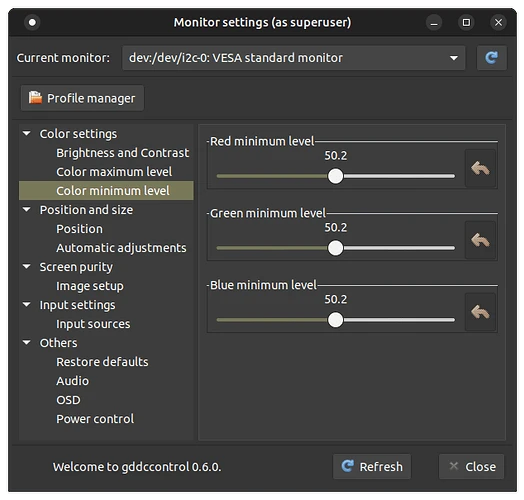 Monitor settings (as superuser)
Current monitor: dev:/dev/i2c-0: VESA standard monitor
Profile manager
Color settings
Brightness and Contrast
Color maximum level
Color minimum level
Position and size
Position
Automatic adjustments
Screen purity
Image setup
Input settings
Input sources
Others
Restore defaults
Audio
OSD
Power control
Red minimum level
50.2
Green minimum level
50.2
Blue minimum level
50.2
Welcome to gddccontrol 0.6.0.
Refresh
Close